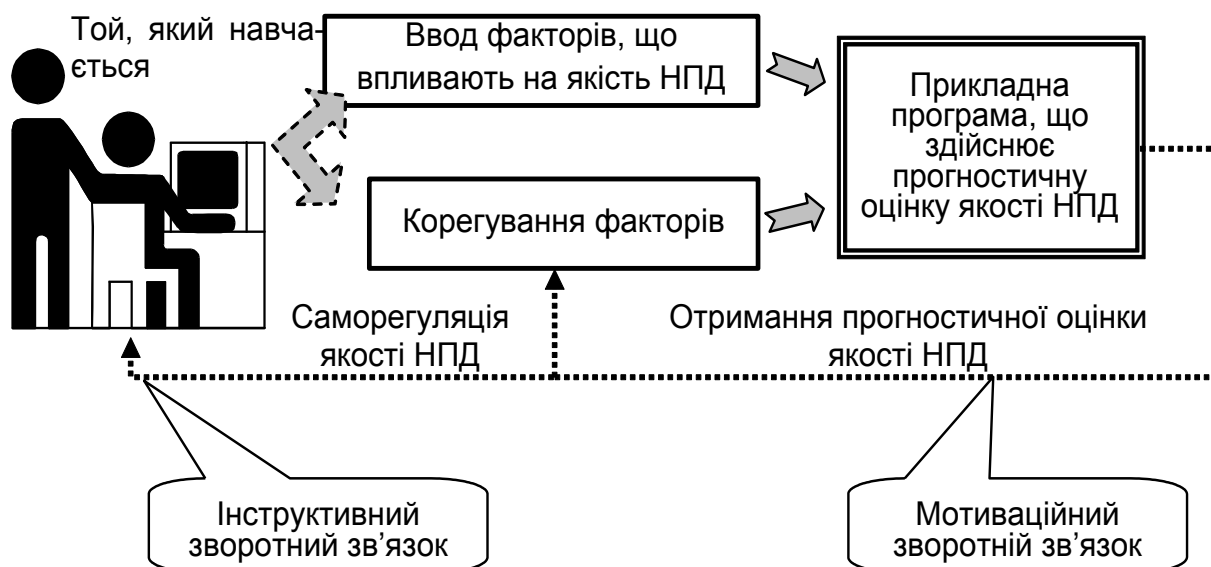 Той, який навча-
ється
Ввод факторів, що
впливають на якість НПД
Прикладна
програма, що
здійснює
прогностичну
оцінку якості НПД
Корегування факторів
Саморегуляція
якості НПД
Отримання прогностичної оцінки
якості НПД
Інструктивний
зворотний зв’язок
Мотиваційний
зворотній зв’язок